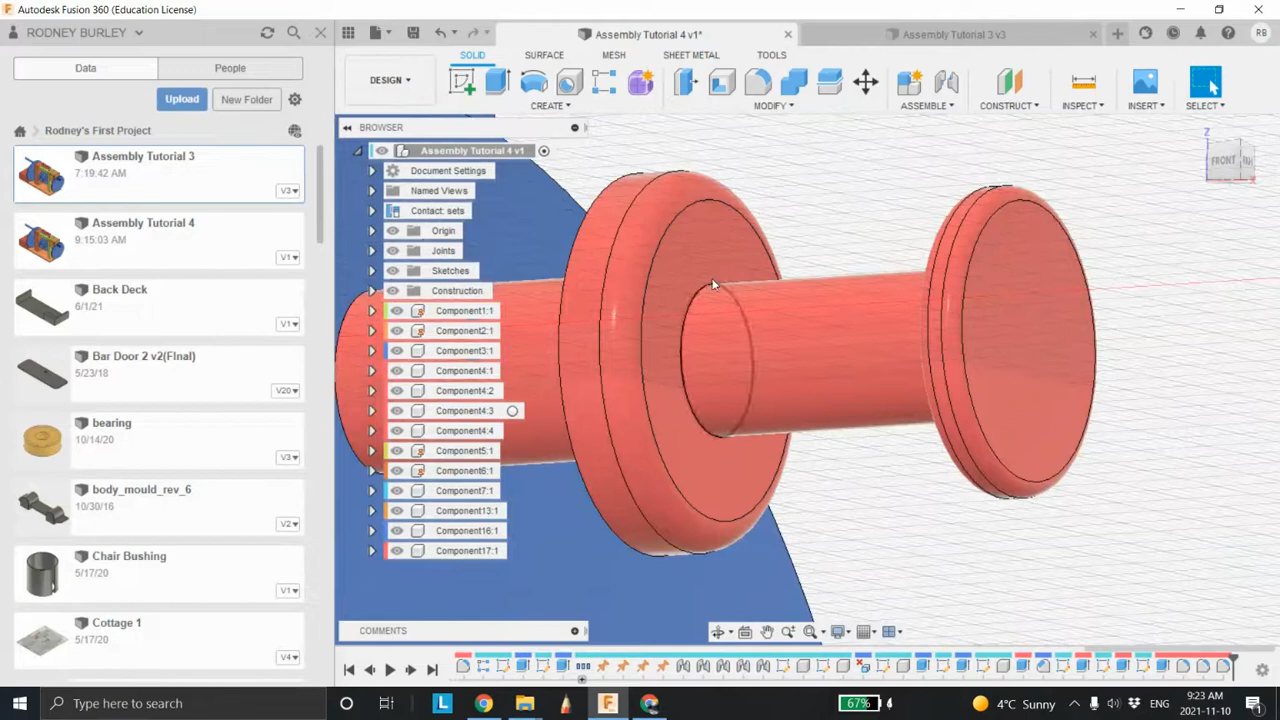 Autodesk Fusion 360 (Education License)
RODNEY BURLEY
Data
People
Upload
New Folder
Rodney's First Project
Assembly Tutorial 3
7:19:42 AM
V3
Assembly Tutorial 4
9:15:03 AM
V1
Back Deck
6/1/21
V1
Bar Door 2 v2(FInal)
5/23/18
V20
bearing
10/14/20
V3
body_mould_rev_6
10/30/16
V2
Chair Bushing
5/17/20
V1
Cottage 1
5/17/20
V4
Assembly Tutorial 4 v1*
Assembly Tutorial 3 v3
RB
DESIGN
SOLID
SURFACE
MESH
SHEET METAL
TOOLS
CREATE
MODIFY
ASSEMBLE
CONSTRUCT
INSPECT
INSERT
SELECT
BROWSER
Assembly Tutorial 4 v1
Document Settings
Named Views
Contact: sets
Origin
Joints
Sketches
Construction
Component1:1
Component2:1
Component3:1
Component4:1
Component4:2
Component4:3
Component4:4
Component5:1
Component6:1
Component7:1
Component13:1
Component16:1
Component17:1
Z
FRONT
X
COMMENTS
Type here to search
L
F
67%
4°C Sunny
ENG
9:23 AM
2021-11-10
1